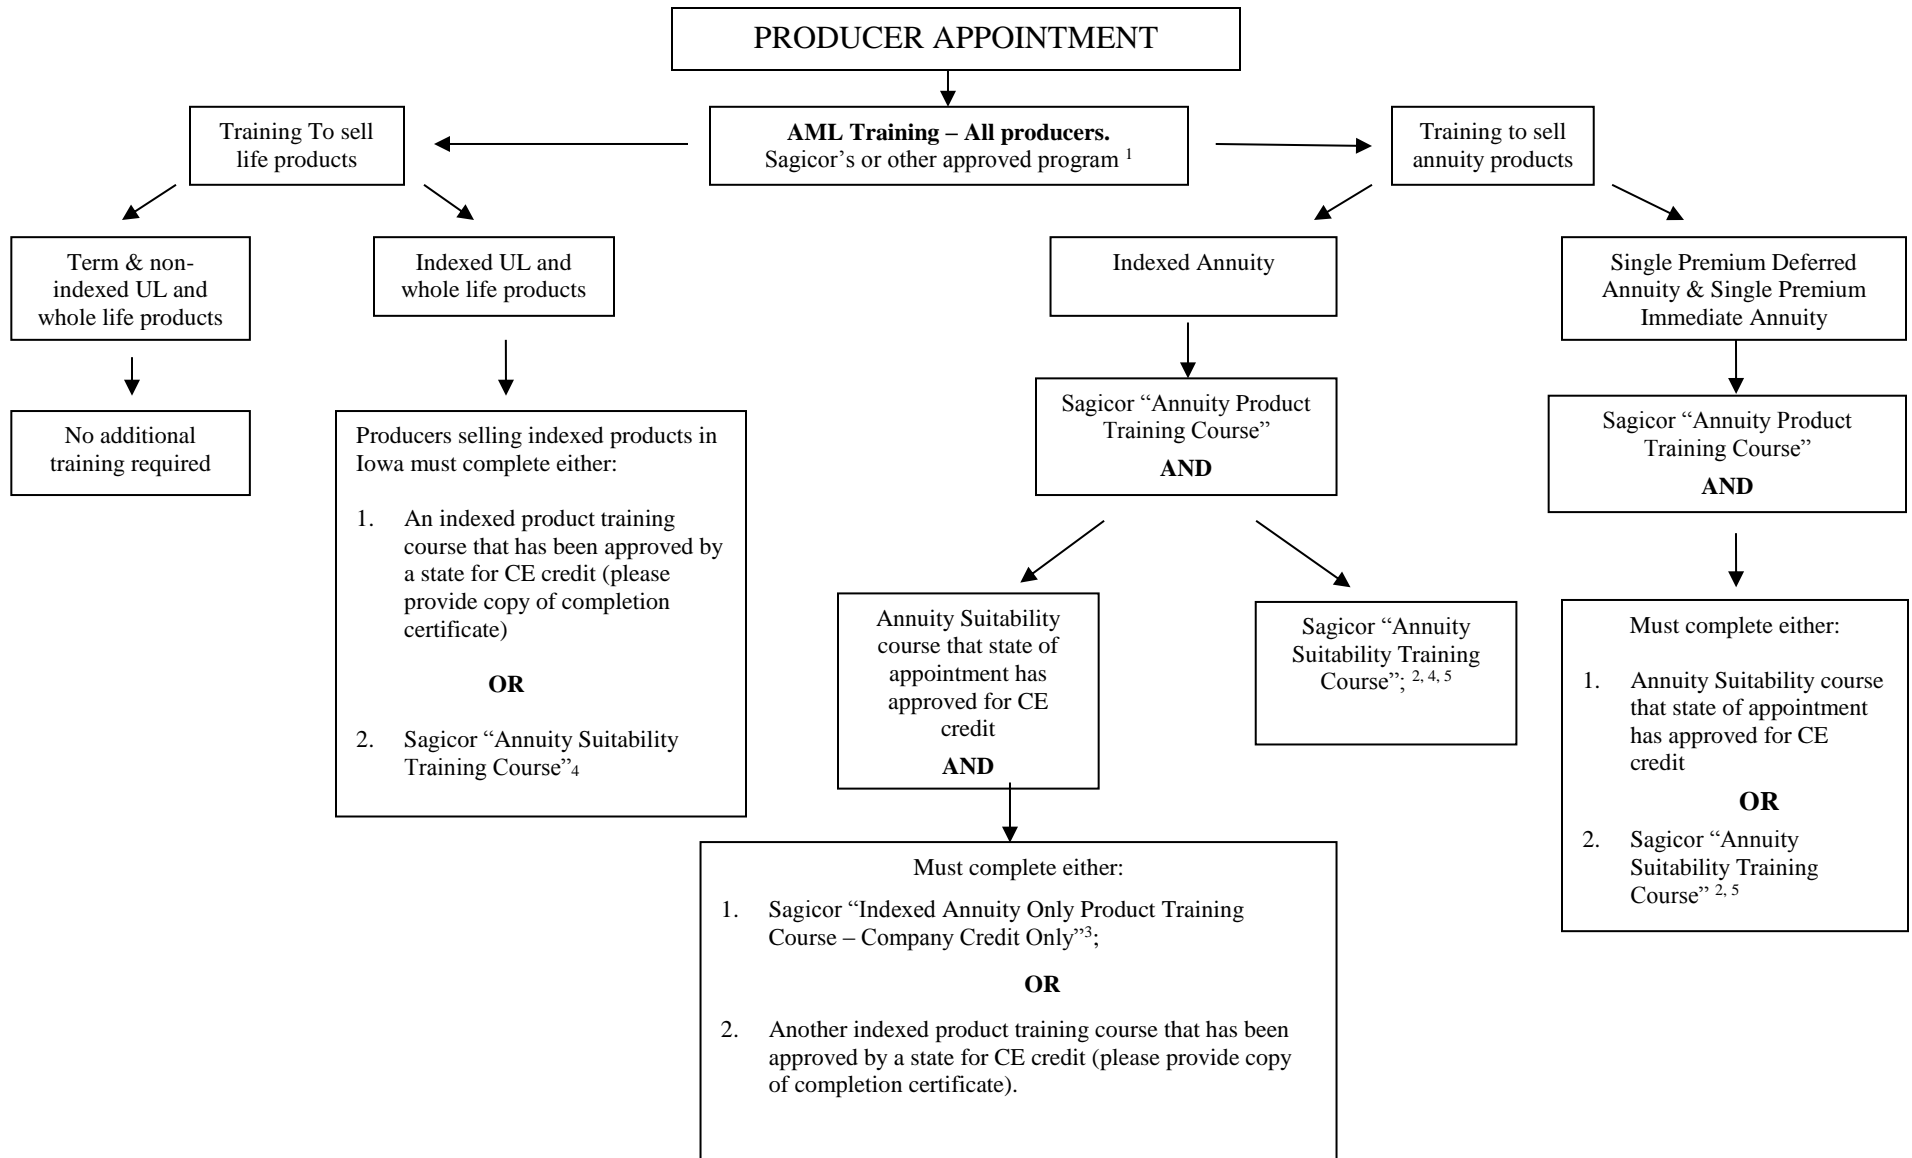 PRODUCER APPOINTMENT
Training To sell
life products
AML Training – All producers.
Sagicor’s or other approved program 1
Training to sell
annuity products
Term & non-
indexed UL and
whole life products
Indexed UL and
whole life products
Indexed Annuity
Single Premium Deferred
Annuity & Single Premium
Immediate Annuity
No additional
training required
Producers selling indexed products in
Iowa must complete either:
1. An indexed product training
course that has been approved by
a state for CE credit (please
provide copy of completion
certificate)
OR
2. Sagicor “Annuity Suitability
Training Course”4
Sagicor “Annuity Product
Training Course”
AND
Sagicor “Annuity Product
Training Course”
AND
Annuity Suitability
course that state of
appointment has
approved for CE
credit
AND
Sagicor “Annuity
Suitability Training
Course”; 2, 4, 5
Must complete either:
1. Annuity Suitability course
that state of appointment
has approved for CE
credit
OR
2. Sagicor “Annuity
Suitability Training
Course” 2, 5
Must complete either:
1. Sagicor “Indexed Annuity Only Product Training
Course – Company Credit Only”3;
OR
2. Another indexed product training course that has been
approved by a state for CE credit (please provide copy
of completion certificate).